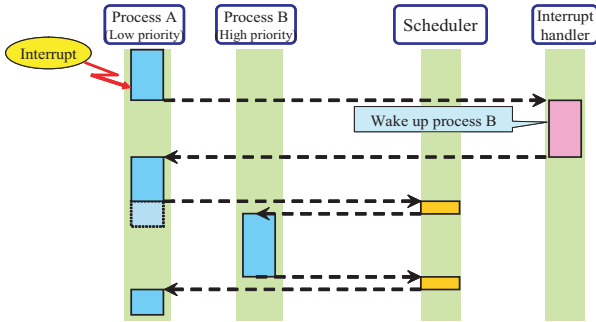 Process A
(Low priority)
Process B
(High priority)
Scheduler
Interrupt
handler
Interrupt
Wake up process B